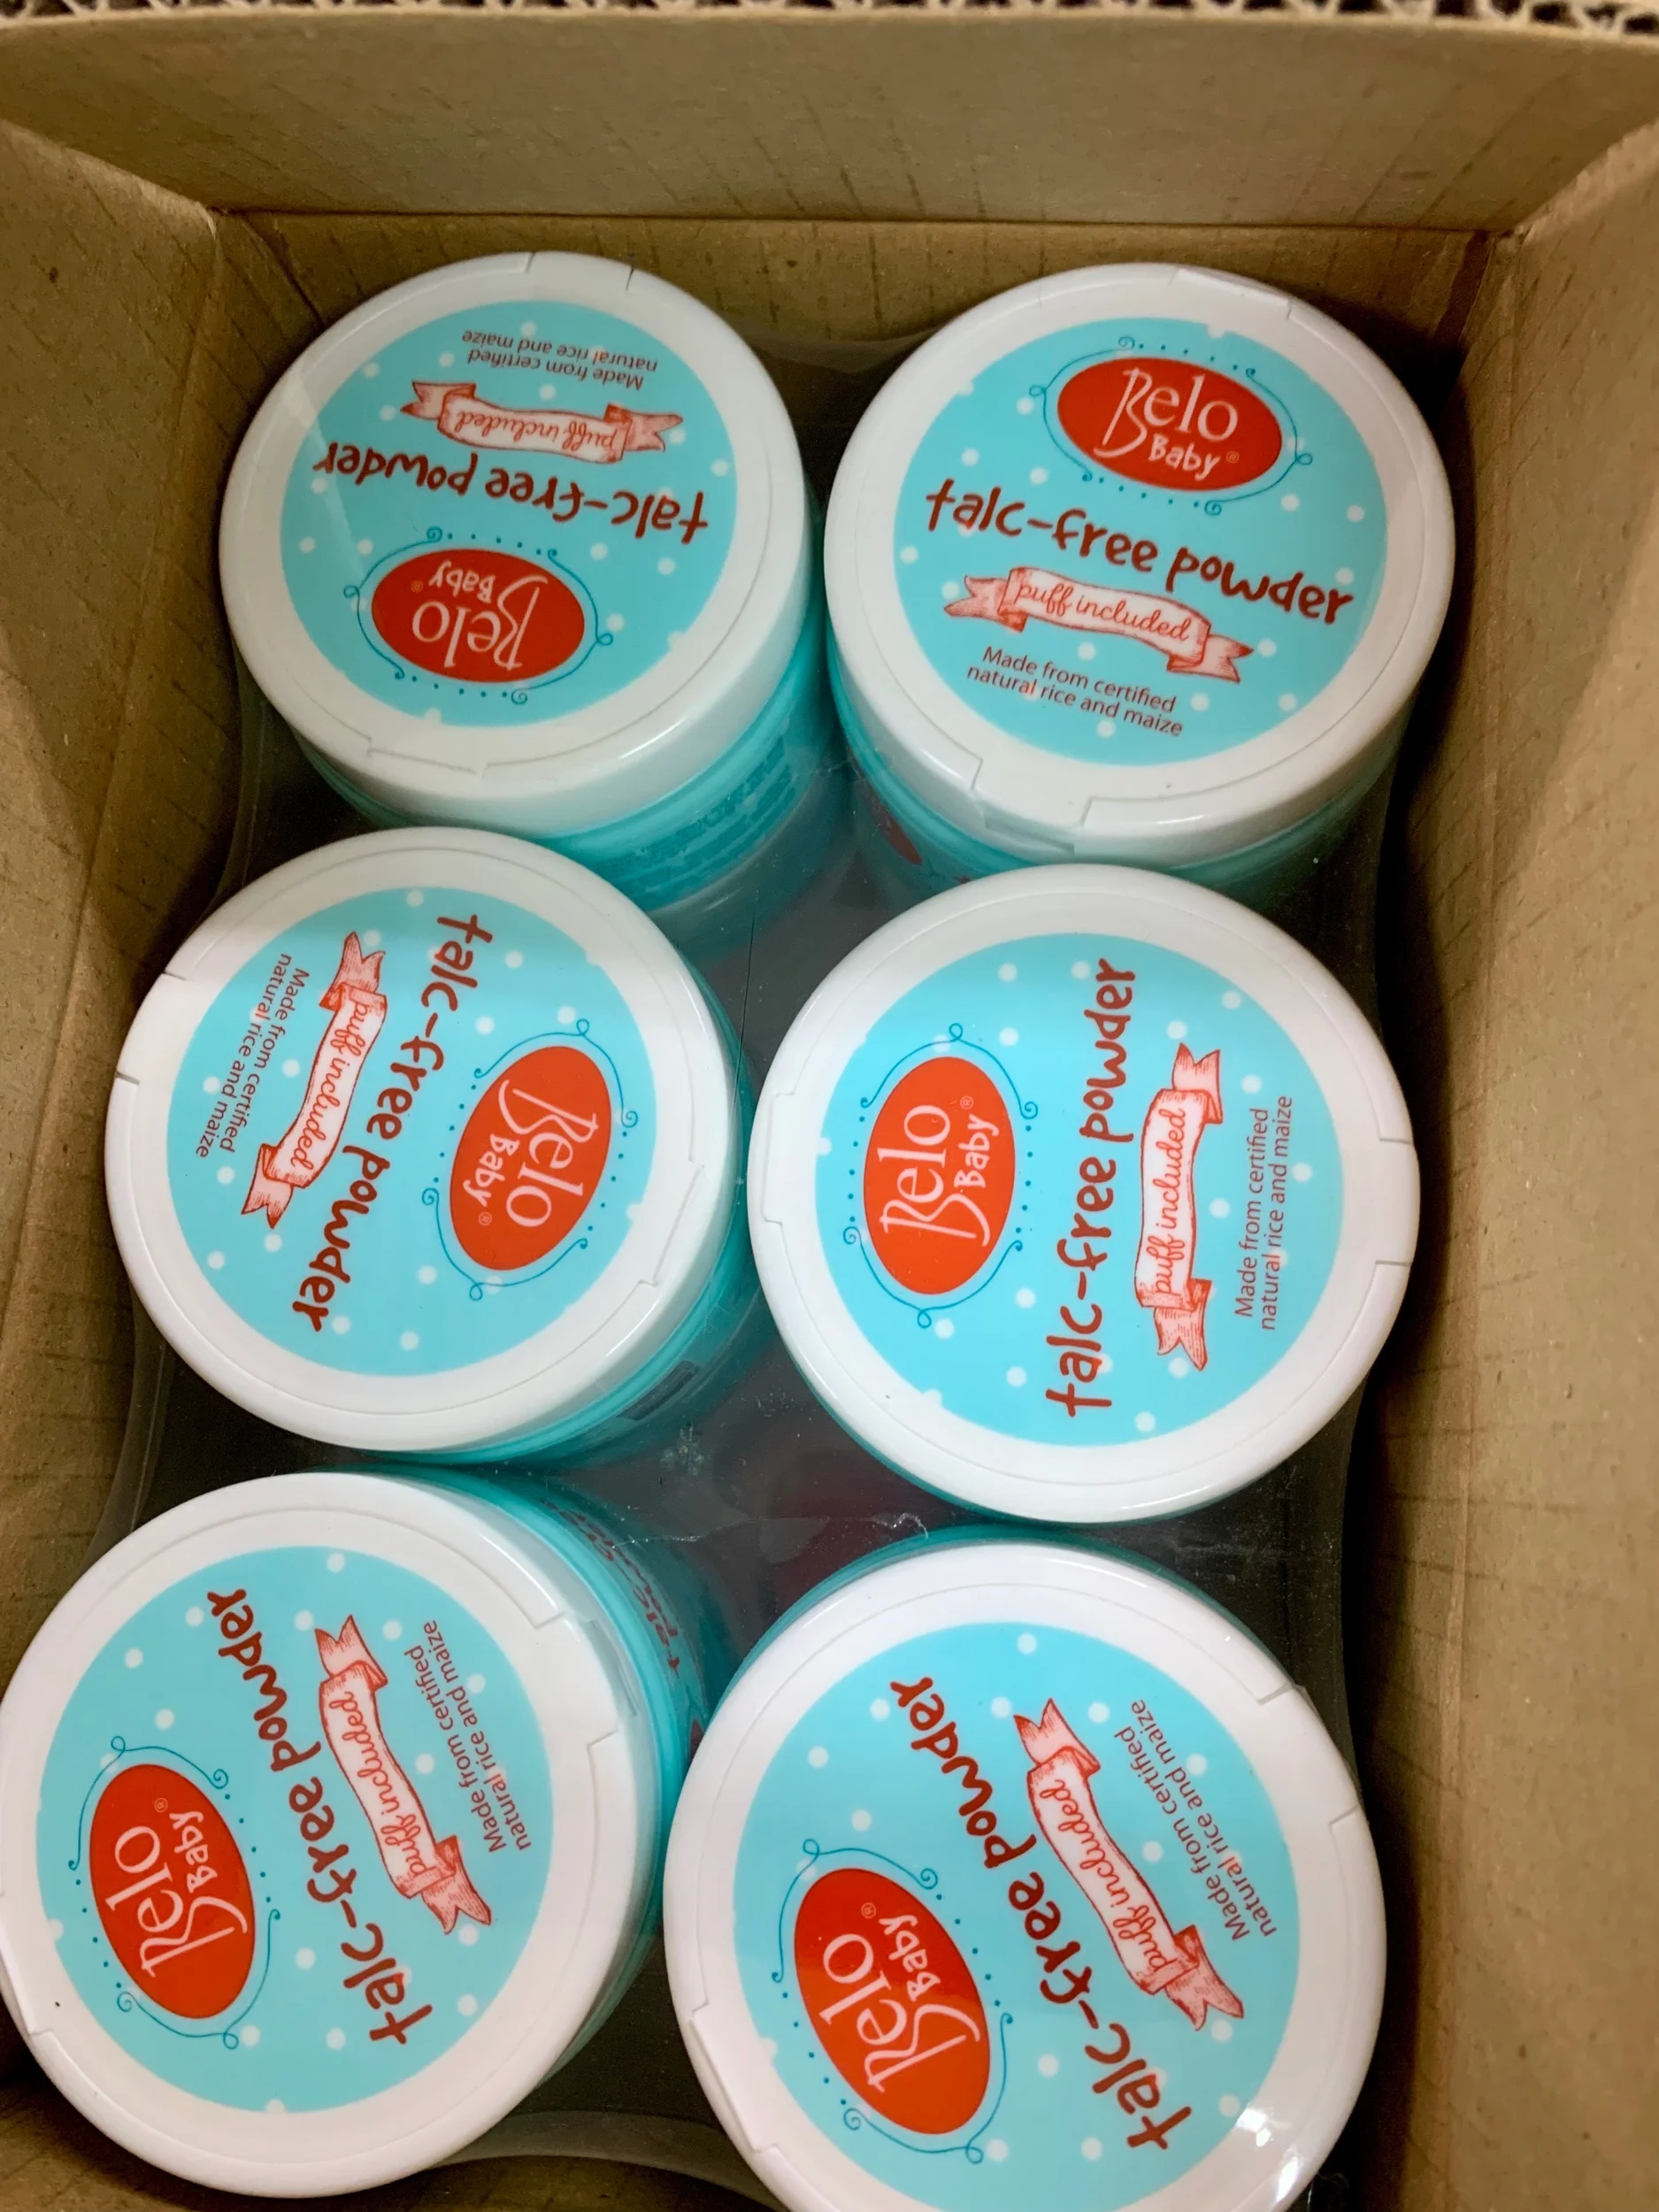 Belo
Baby®
talc-free powder
puff included
Made from certified
natural rice and maize
Belo
Baby®
talc-free powder
puff included
Made from certified
natural rice and maize
Belo
Baby®
talc-free powder
puff included
Made from certified
natural rice and maize
Belo
Baby®
talc-free powder
puff included
Made from certified
natural rice and maize
Belo
Baby®
talc-free powder
puff included
Made from certified
natural rice and maize
Belo
Baby®
talc-free powder
puff included
Made from certified
natural rice and maize